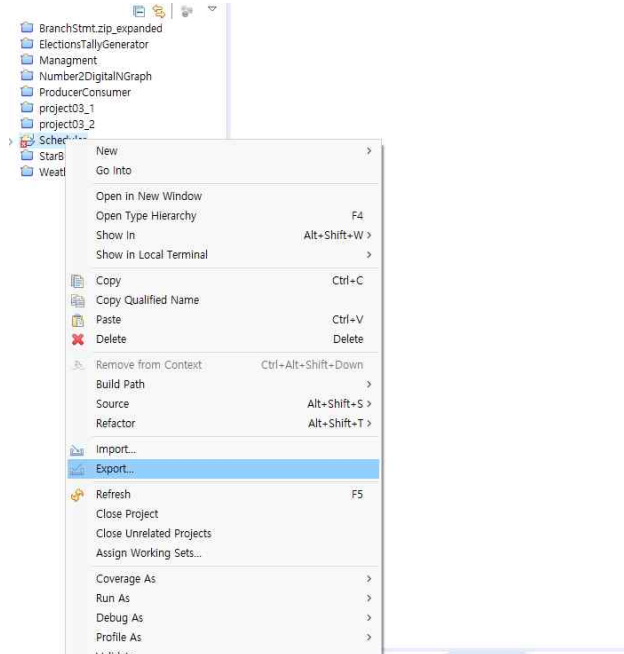 BranchStmt.zip_expanded
ElectionsTallyGenerator
Managment
Number2DigitalNGraph
ProducerConsumer
project03_1
project03_2
Scheduler
StarB
Weath
New
Go Into
Open in New Window
Open Type Hierarchy F4
Show In Alt+Shift+W >
Show in Local Terminal
Copy Ctrl+C
Copy Qualified Name
Paste Ctrl+V
Delete Delete
Remove from Context Ctrl+Alt+Shift+Down
Build Path
Source Alt+Shift+S >
Refactor Alt+Shift+T >
Import...
Export...
Refresh F5
Close Project
Close Unrelated Projects
Assign Working Sets...
Coverage As
Run As
Debug As
Profile As